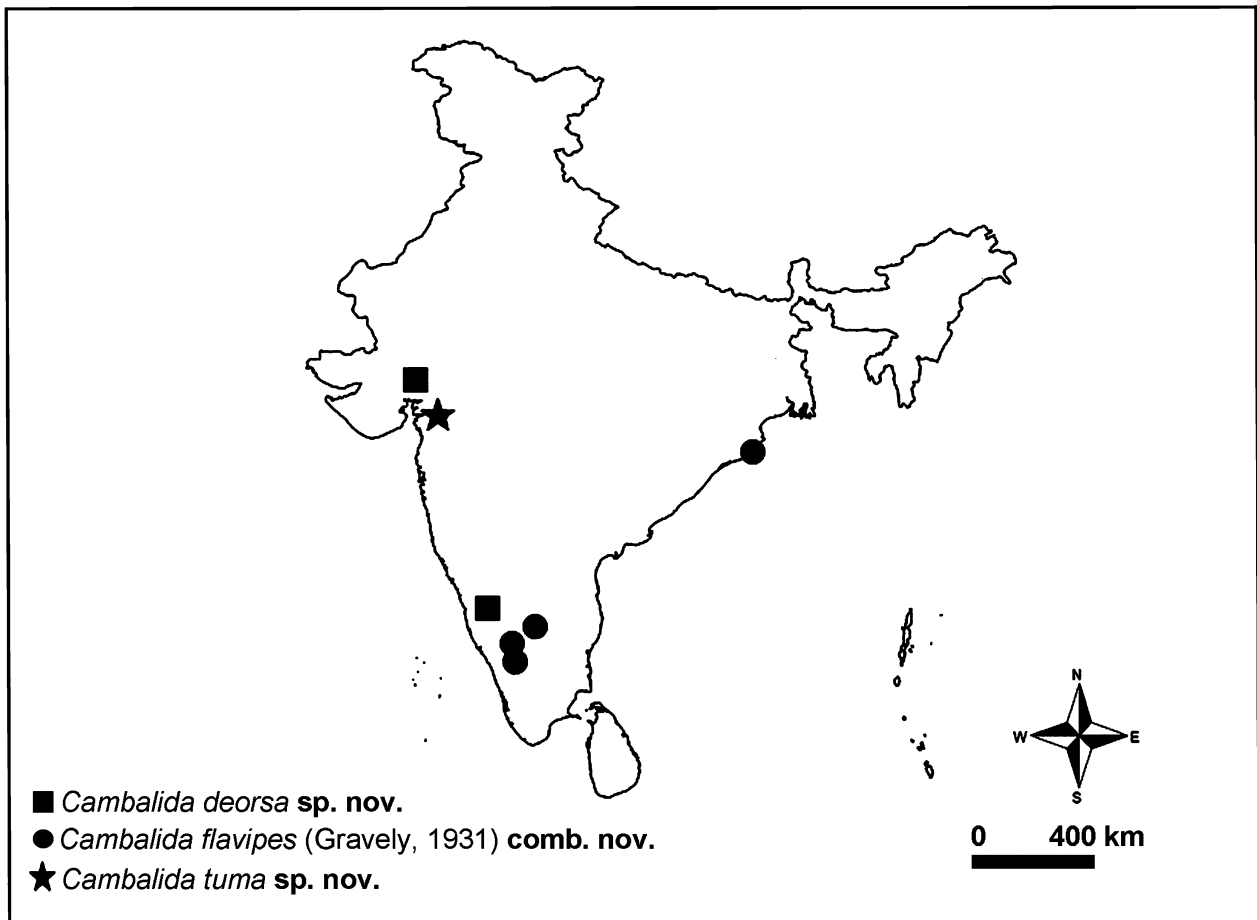 N
W E
S
Cambalida deorsa sp. nov.
Cambalida flavipes (Gravely, 1931) comb. nov.
Cambalida tuma sp. nov.
0 400 km